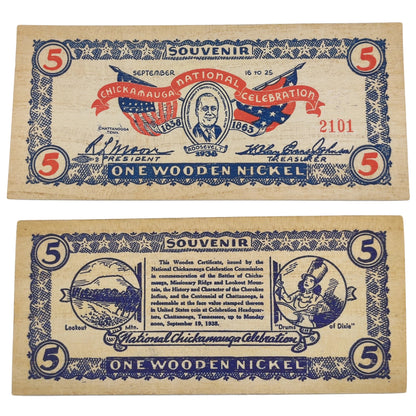 SOUVENIR
5 5
SEPTEMBER 16 TO 25
NATIONAL
CHICKAMAUGA CELEBRATION
CHATTANOOGA
TENN.
1838 1863
2101
ROOSEVELT
1938
PRESIDENT
TREASURER
5 5
ONE WOODEN NICKEL
SOUVENIR
5 5
This Wooden Certificate, issued by the
National Chickamauga Celebration Commission
in commemoration of the Battles of Chicka-
mauga, Missionary Ridge and Lookout Moun-
tain, the History and Character of the Cherokee
Indian, and the Centennial of Chattanooga, is
redeemable at the face value stamped thereon
in United States coin at Celebration Headquar-
ters, Chattanooga, Tennessee, up to Monday
noon, September 19, 1938.
Lookout Mtn.
"Drums of Dixie"
National Chickamauga Celebration
5 5
ONE WOODEN NICKEL